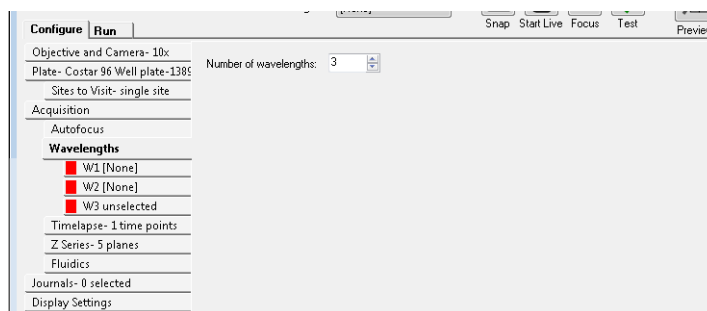 Snap Start Live Focus Test
Configure Run
Objective and Camera- 10x
Plate- Costar 96 Well plate-1389
Number of wavelengths: 3
Sites to Visit- single site
Acquisition
Autofocus
Wavelengths
W1 [None]
W2 [None]
W3 unselected
Timelapse- 1 time points
Z Series- 5 planes
Fluidics
Journals- 0 selected
Display Settings